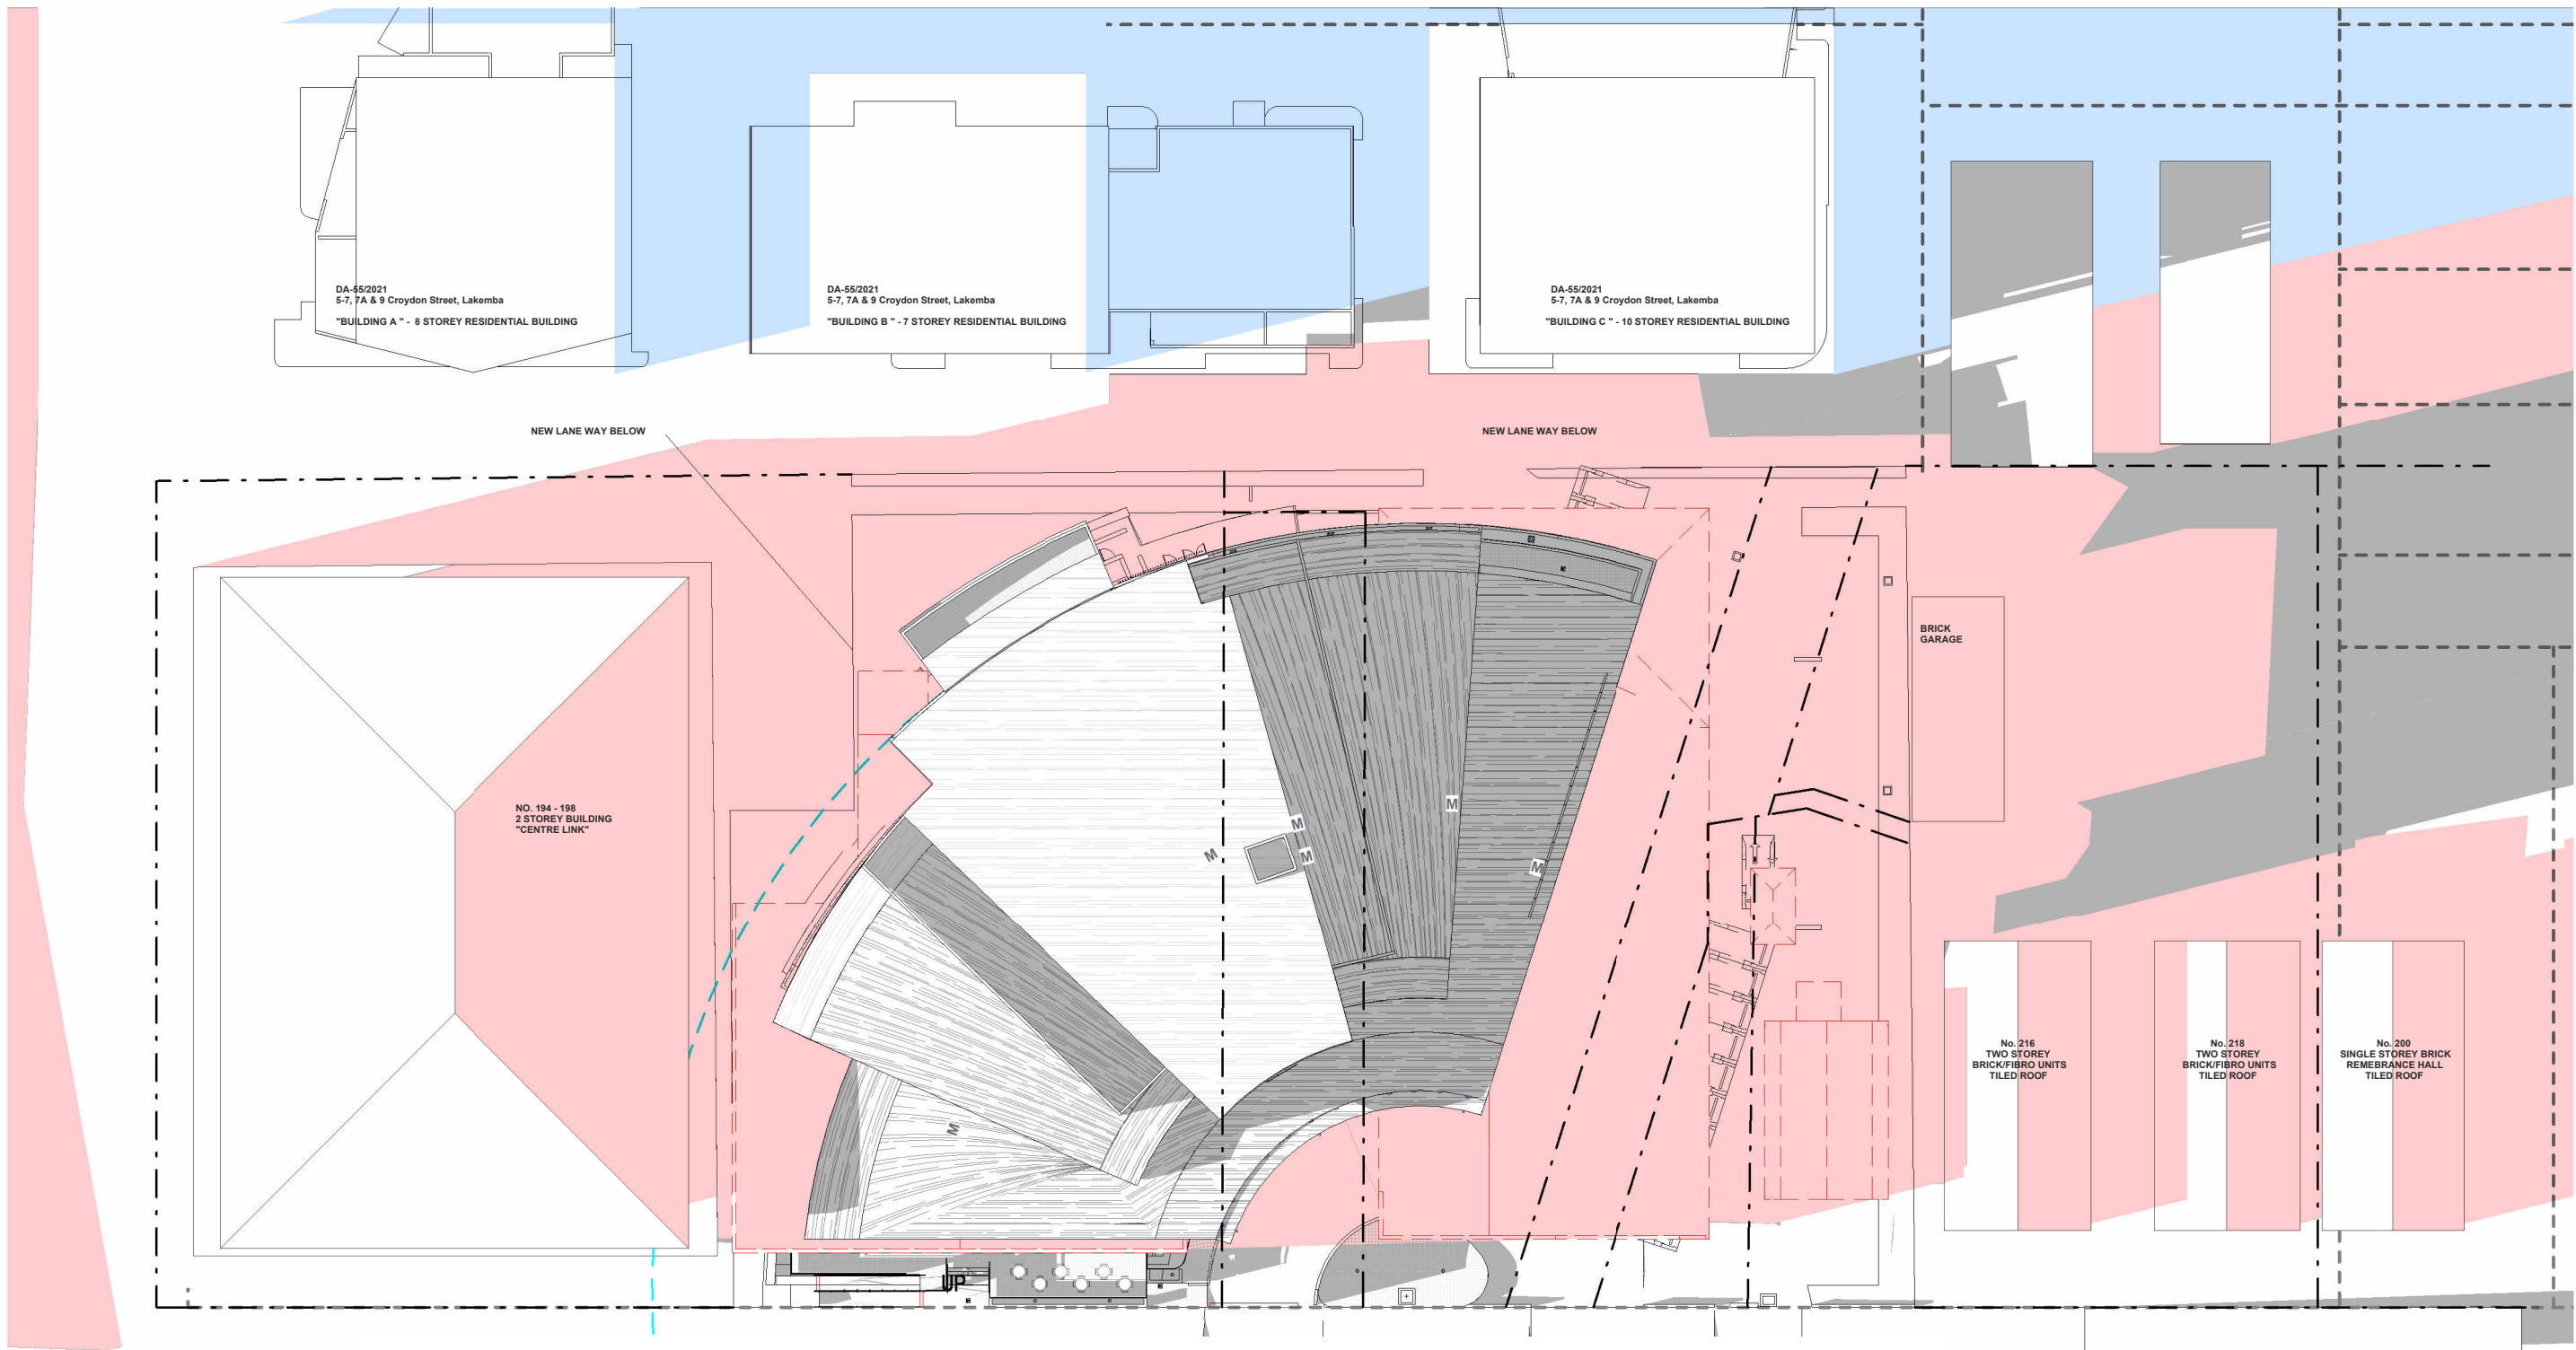 DA-55/2021
5-7, 7A & 9 Croydon Street, Lakemba
"BUILDING A " - 8 STOREY RESIDENTIAL BUILDING
DA-55/2021
5-7, 7A & 9 Croydon Street, Lakemba
"BUILDING B " - 7 STOREY RESIDENTIAL BUILDING
DA-55/2021
5-7, 7A & 9 Croydon Street, Lakemba
"BUILDING C " - 10 STOREY RESIDENTIAL BUILDING
NEW LANE WAY BELOW
NEW LANE WAY BELOW
BRICK
GARAGE
NO. 194 - 198
2 STOREY BUILDING
"CENTRE LINK"
M
M
M
M
M
M
No. 216
TWO STOREY
BRICK/FIBRO UNITS
TILED ROOF
No. 218
TWO STOREY
BRICK/FIBRO UNITS
TILED ROOF
No. 200
SINGLE STOREY BRICK
REMEBRANCE HALL
TILED ROOF
UP